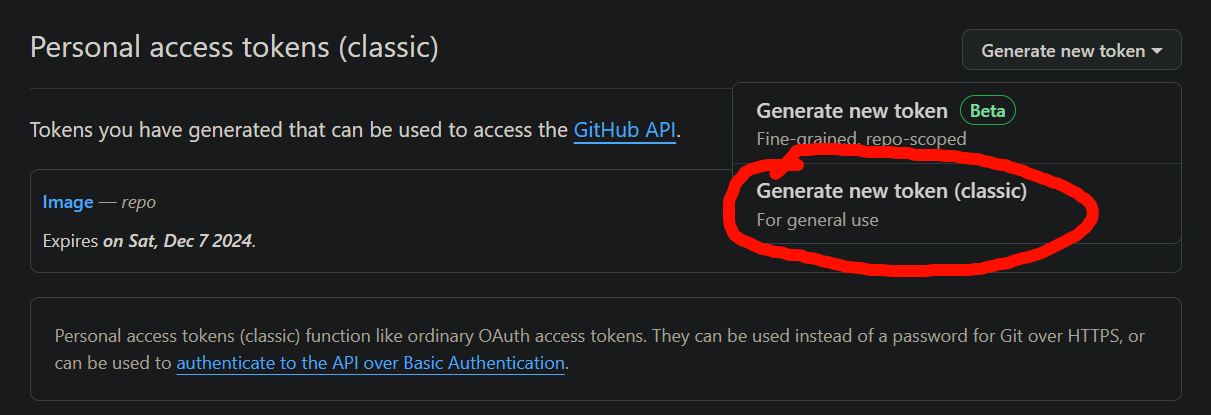 Personal access tokens (classic)
Generate new token
Generate new token Beta
Fine-grained, repo-scoped
Generate new token (classic)
For general use
Tokens you have generated that can be used to access the GitHub API.
Image — repo
Expires on Sat, Dec 7 2024.
Personal access tokens (classic) function like ordinary OAuth access tokens. They can be used instead of a password for Git over HTTPS, or
can be used to authenticate to the API over Basic Authentication.